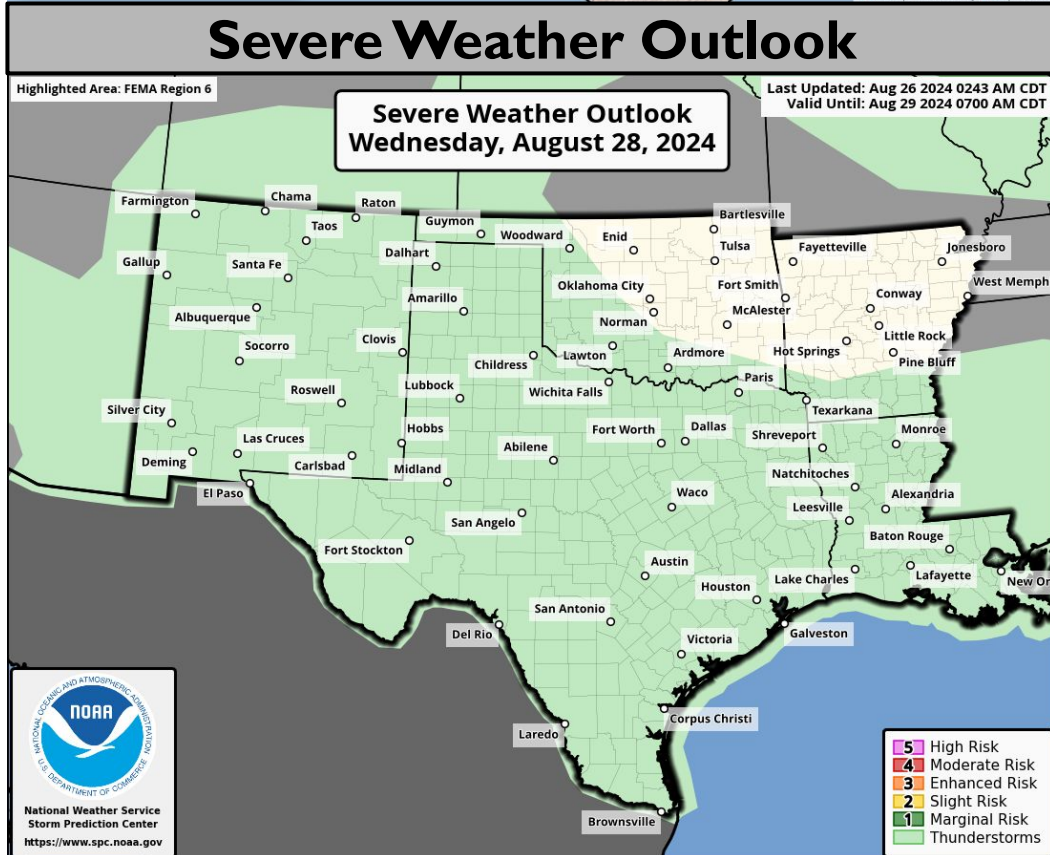 Severe Weather Outlook
Highlighted Area: FEMA Region 6
Last Updated: Aug 26 2024 0243 AM CDT
Valid Until: Aug 29 2024 0700 AM CDT
Severe Weather Outlook
Wednesday, August 28, 2024
Farmington
Chama
Raton
Taos
Guymon
Woodward
Enid
Bartlesville
Tulsa
Fayetteville
Jonesboro
Gallup
Santa Fe
Dalhart
Oklahoma City
Fort Smith
Conway
West Memph
Albuquerque
Amarillo
Norman
McAlester
Little Rock
Socorro
Clovis
Childress
Lawton
Ardmore
Hot Springs
Pine Bluff
Roswell
Lubbock
Wichita Falls
Paris
Texarkana
Silver City
Las Cruces
Hobbs
Abilene
Fort Worth
Dallas
Shreveport
Monroe
Deming
Carlsbad
Midland
Natchitoches
El Paso
San Angelo
Waco
Leesville
Alexandria
Fort Stockton
Baton Rouge
Austin
Houston
Lake Charles
Lafayette
New Or
San Antonio
Del Rio
Victoria
Galveston
Laredo
Corpus Christi
Brownsville
NATIONAL OCEANIC AND ATMOSPHERIC ADMINISTRATION
NOAA
U.S. DEPARTMENT OF COMMERCE
National Weather Service
Storm Prediction Center
https://www.spc.noaa.gov
5 High Risk
4 Moderate Risk
3 Enhanced Risk
2 Slight Risk
1 Marginal Risk
Thunderstorms